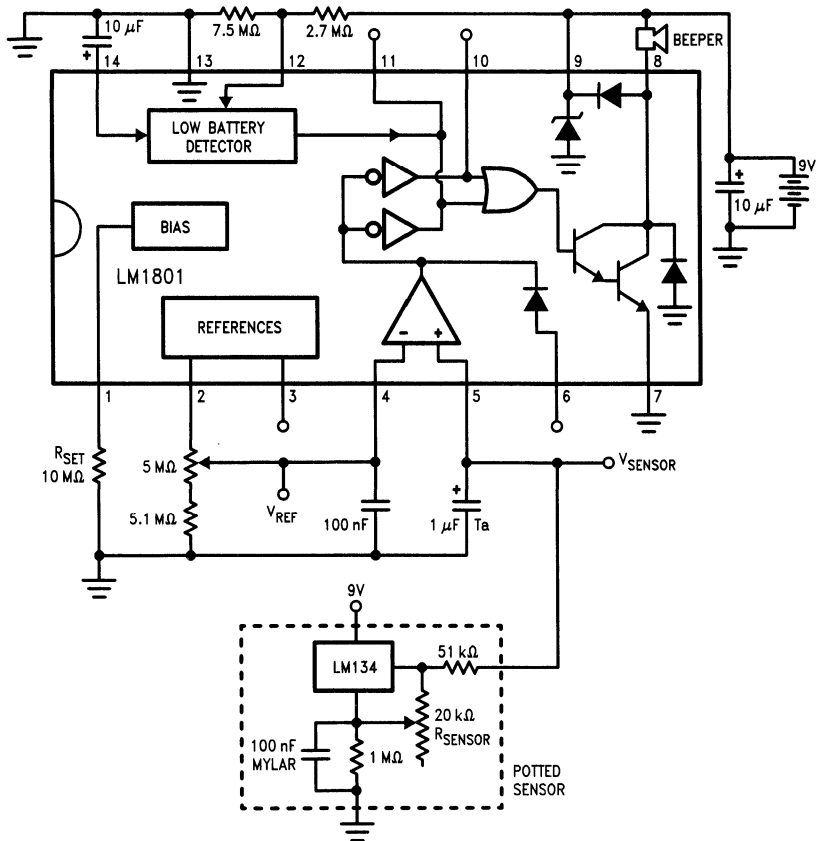 10 μF
+
7.5 MΩ
2.7 MΩ
BEEPER
14
13
12
11
10
9
8
LOW BATTERY
DETECTOR
9V
+
10 μF
BIAS
LM1801
REFERENCES
-
+
1
2
3
4
5
6
7
RSET
10 MΩ
5 MΩ
5.1 MΩ
VREF
100 nF
+
1 μF
Ta
VSENSOR
9V
LM134
51 kΩ
20 kΩ
RSENSOR
100 nF
MYLAR
1 MΩ
POTTED
SENSOR